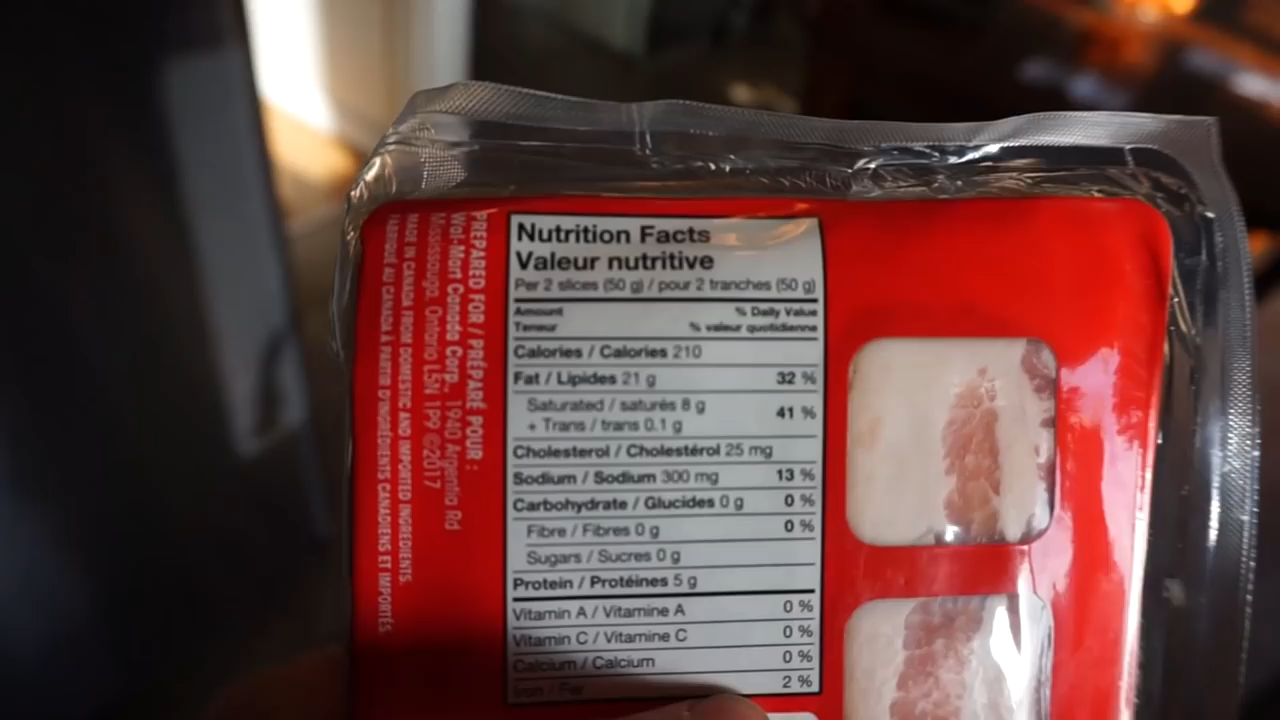 PREPARED FOR / PRÉPARÉ POUR :
Wal-Mart Canada Corp., 1940 Argentia Rd
Mississauga, Ontario L5N 1P9 ©2017
MADE IN CANADA FROM DOMESTIC AND IMPORTED INGREDIENTS.
FABRIQUÉ AU CANADA À PARTIR D'INGRÉDIENTS CANADIENS ET IMPORTÉS.
Nutrition Facts
Valeur nutritive
Per 2 slices (50 g) / pour 2 tranches (50 g)
Amount % Daily Value
Teneur % valeur quotidienne
Calories / Calories 210
Fat / Lipides 21 g 32 %
Saturated / saturés 8 g
+ Trans / trans 0.1 g 41 %
Cholesterol / Cholestérol 25 mg
Sodium / Sodium 300 mg 13 %
Carbohydrate / Glucides 0 g 0 %
Fibre / Fibres 0 g 0 %
Sugars / Sucres 0 g
Protein / Protéines 5 g
Vitamin A / Vitamine A 0 %
Vitamin C / Vitamine C 0 %
Calcium / Calcium 0 %
Iron / Fer 2 %